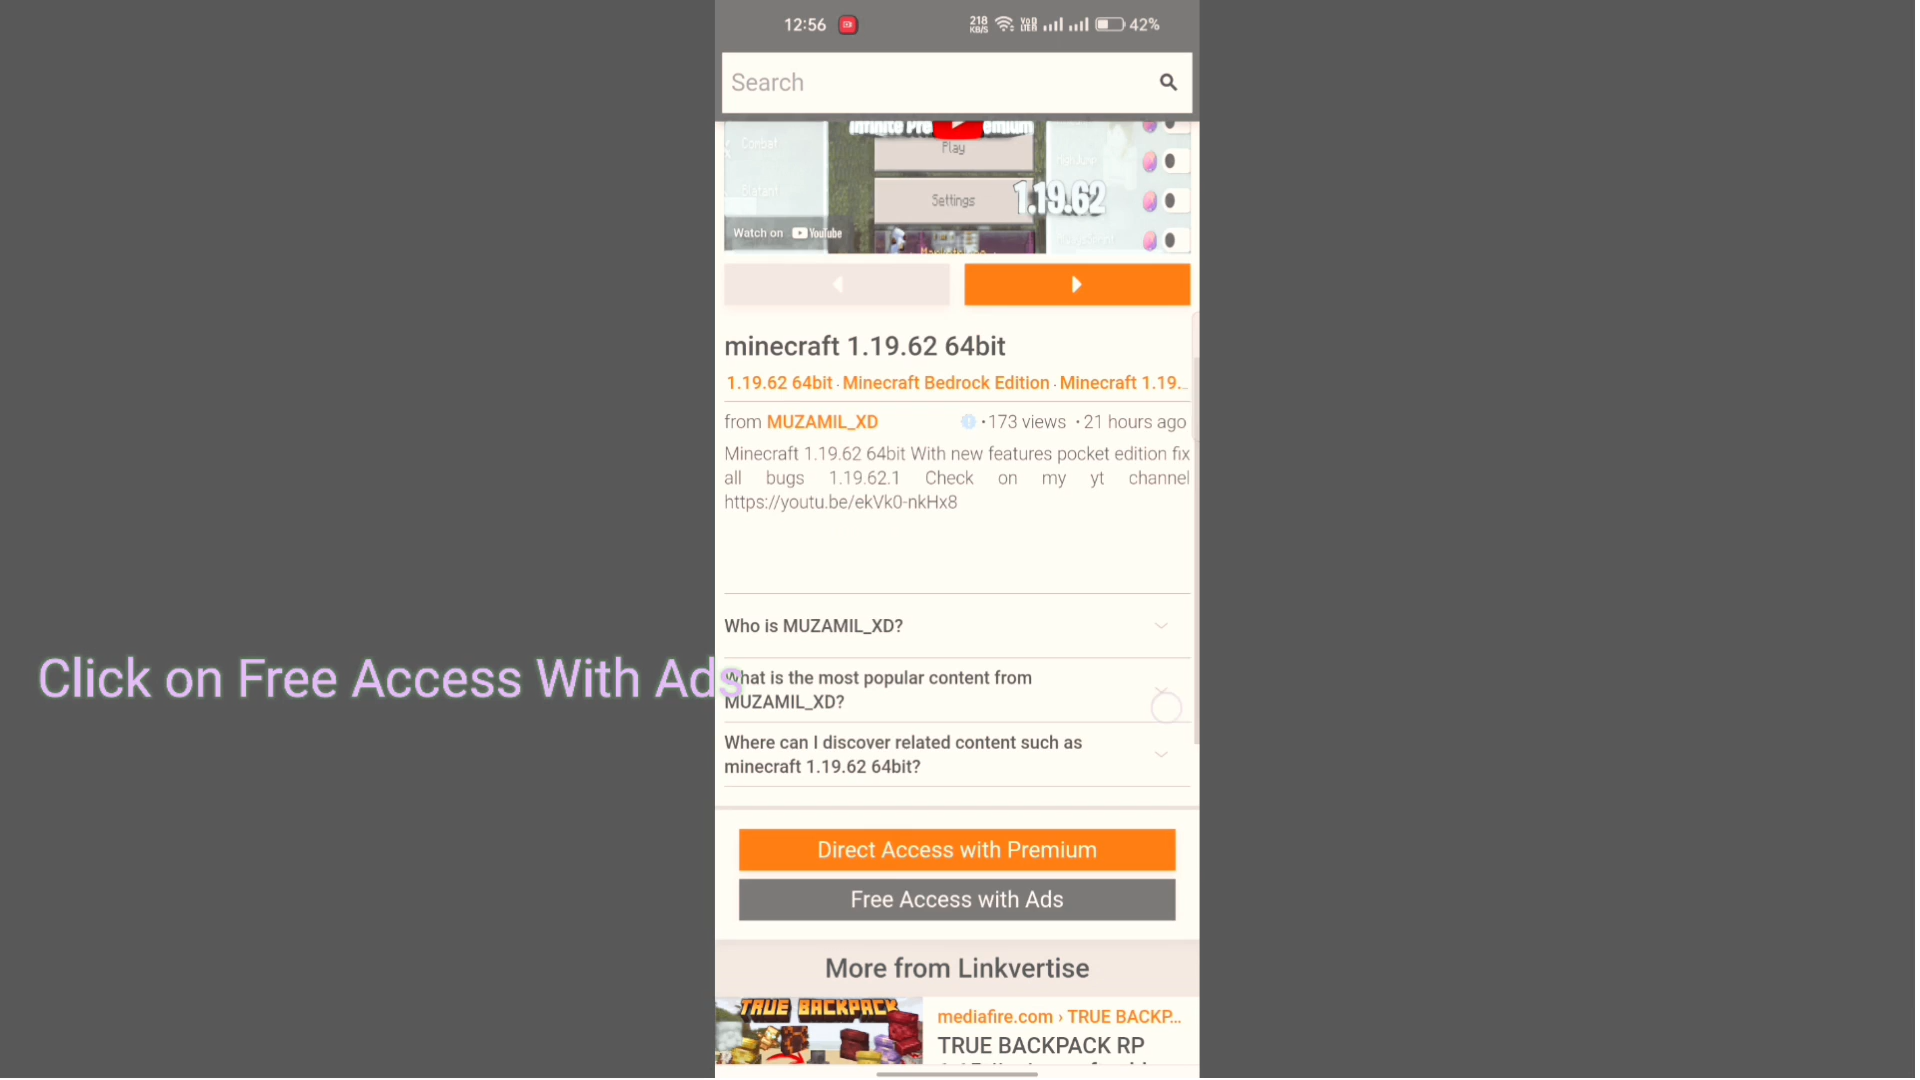 12:56
218 KB/S VoD LTE 42%
Search
Combat
Play
1.19.62
Settings
Watch on YouTube
minecraft 1.19.62 64bit
1.19.62 64bit · Minecraft Bedrock Edition · Minecraft 1.19...
from MUZAMIL_XD • 173 views • 21 hours ago
Minecraft 1.19.62 64bit With new features pocket edition fix
all bugs 1.19.62.1 Check on my yt channel
https://youtu.be/ekVk0-nkHx8
Who is MUZAMIL_XD?
Click on Free Access With Ads
What is the most popular content from
MUZAMIL_XD?
Where can I discover related content such as
minecraft 1.19.62 64bit?
Direct Access with Premium
Free Access with Ads
More from Linkvertise
TRUE BACKPACK
mediafire.com › TRUE BACKP...
TRUE BACKPACK RP